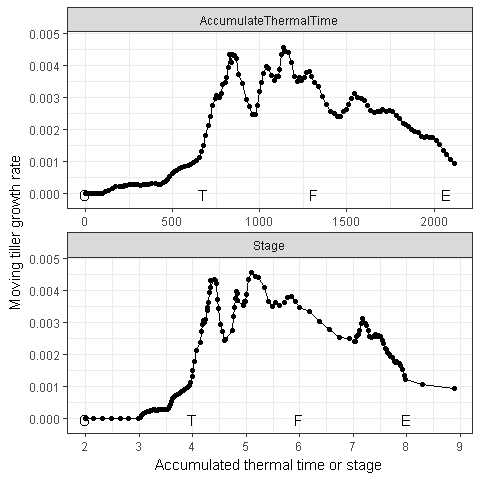 AccumulateThermalTime
0.005
0.004
0.003
0.002
0.001
0.000
G T F E
0 500 1000 1500 2000
Moving tiller growth rate
Stage
0.005
0.004
0.003
0.002
0.001
0.000
G T F E
2 3 4 5 6 7 8 9
Accumulated thermal time or stage